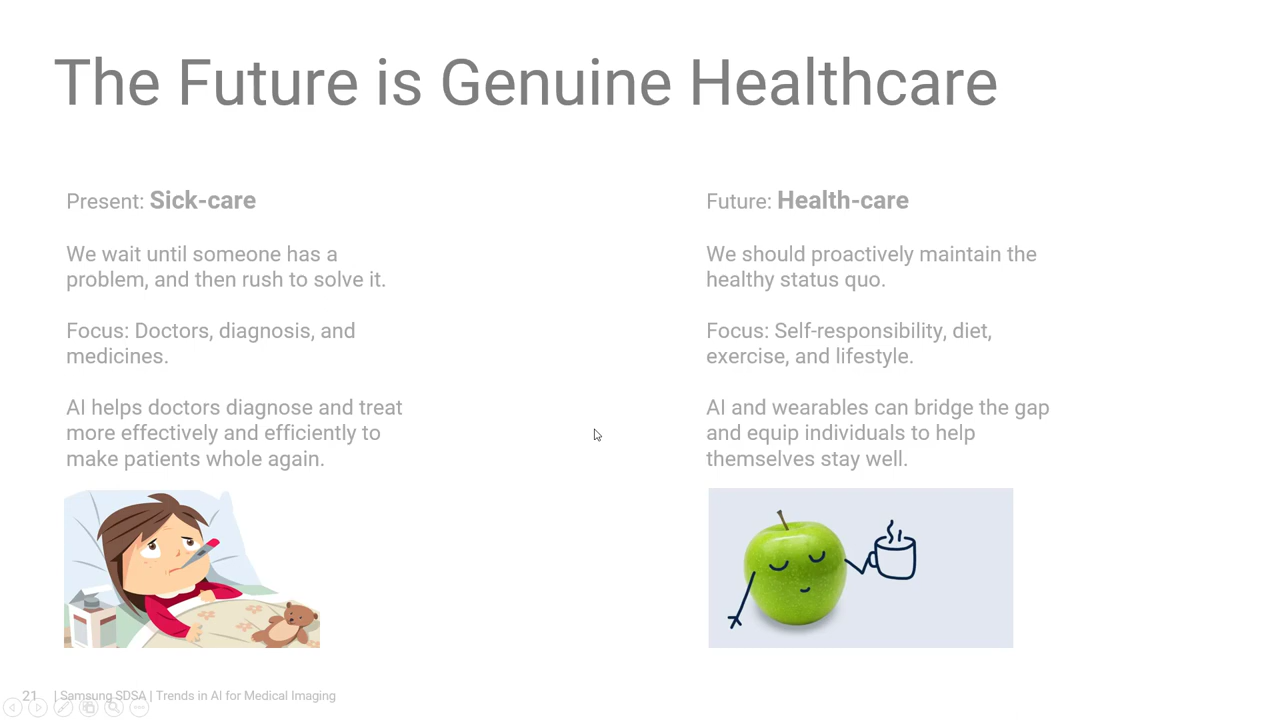 The Future is Genuine Healthcare
Present: Sick-care
We wait until someone has a
problem, and then rush to solve it.
Focus: Doctors, diagnosis, and
medicines.
AI helps doctors diagnose and treat
more effectively and efficiently to
make patients whole again.
Future: Health-care
We should proactively maintain the
healthy status quo.
Focus: Self-responsibility, diet,
exercise, and lifestyle.
AI and wearables can bridge the gap
and equip individuals to help
themselves stay well.
21 | Samsung SDSA | Trends in AI for Medical Imaging